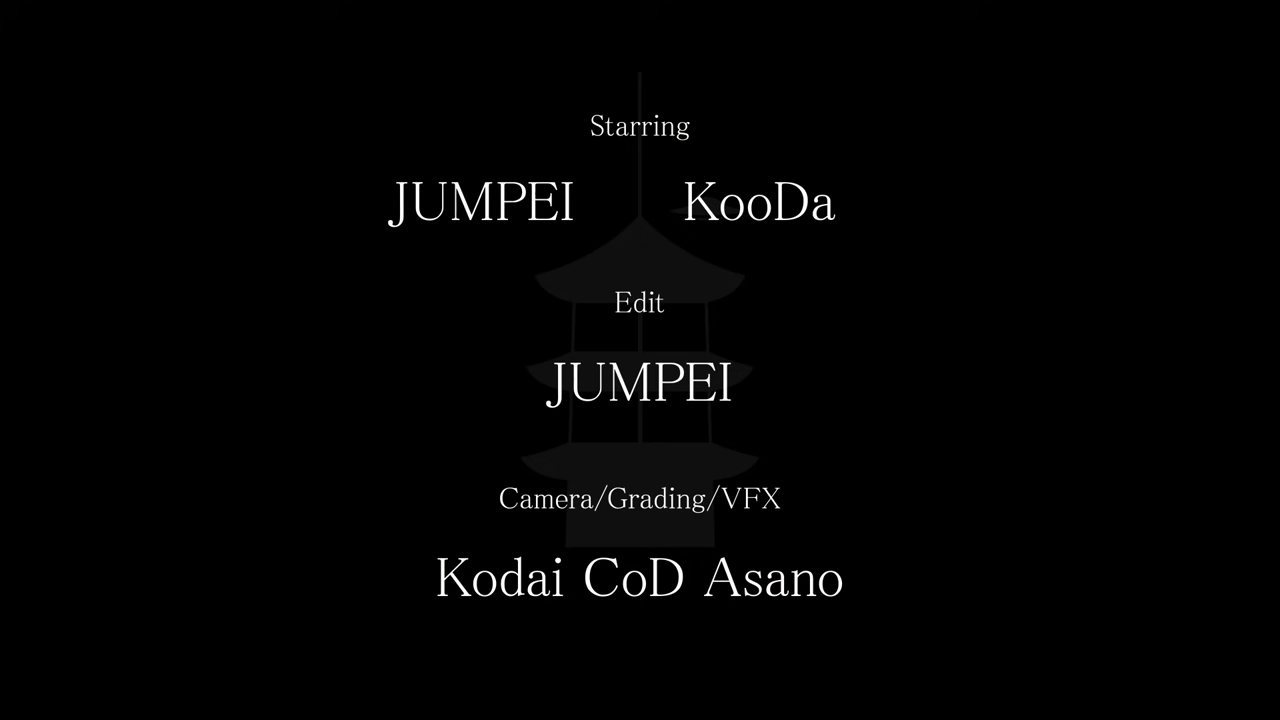 Starring
JUMPEI KooDa
Edit
JUMPEI
Camera/Grading/VFX
Kodai CoD Asano